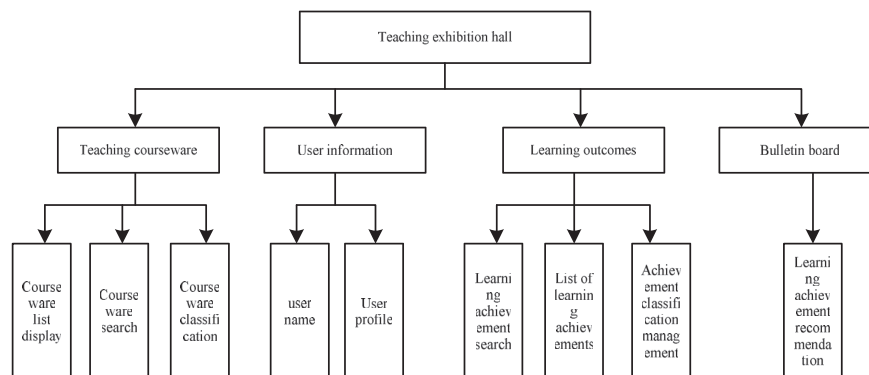 Teaching exhibition hall
Teaching courseware
User information
Learning outcomes
Bulletin board
Course
ware
list
display
Course
ware
search
Course
ware
classifi
cation
user
name
User
profile
Learni
ng
achiev
ement
search
List of
learnin
g
achiev
ements
Achiev
ement
classifi
cation
manag
ement
Learni
ng
achiev
ement
recom
menda
tion